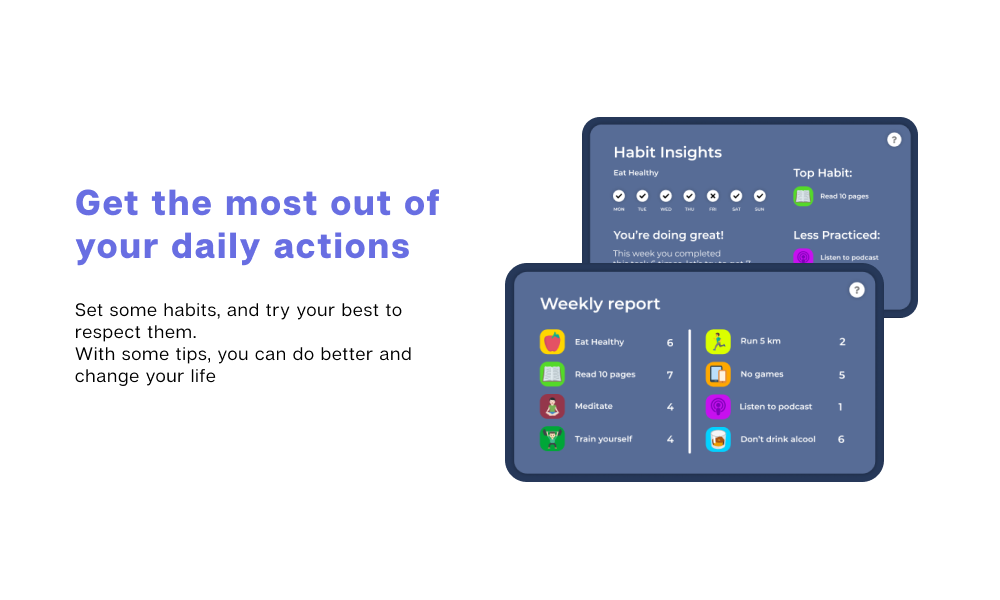 Get the most out of
your daily actions
Set some habits, and try your best to
respect them.
With some tips, you can do better and
change your life
Habit Insights
?
Eat Healthy
MON TUE WED THU FRI SAT SUN
You're doing great!
This week you completed
Top Habit:
Read 10 pages
Less Practiced:
Listen to podcast
Weekly report
?
Eat Healthy 6
Read 10 pages 7
Meditate 4
Train yourself 4
Run 5 km 2
No games 5
Listen to podcast 1
Don't drink alcool 6